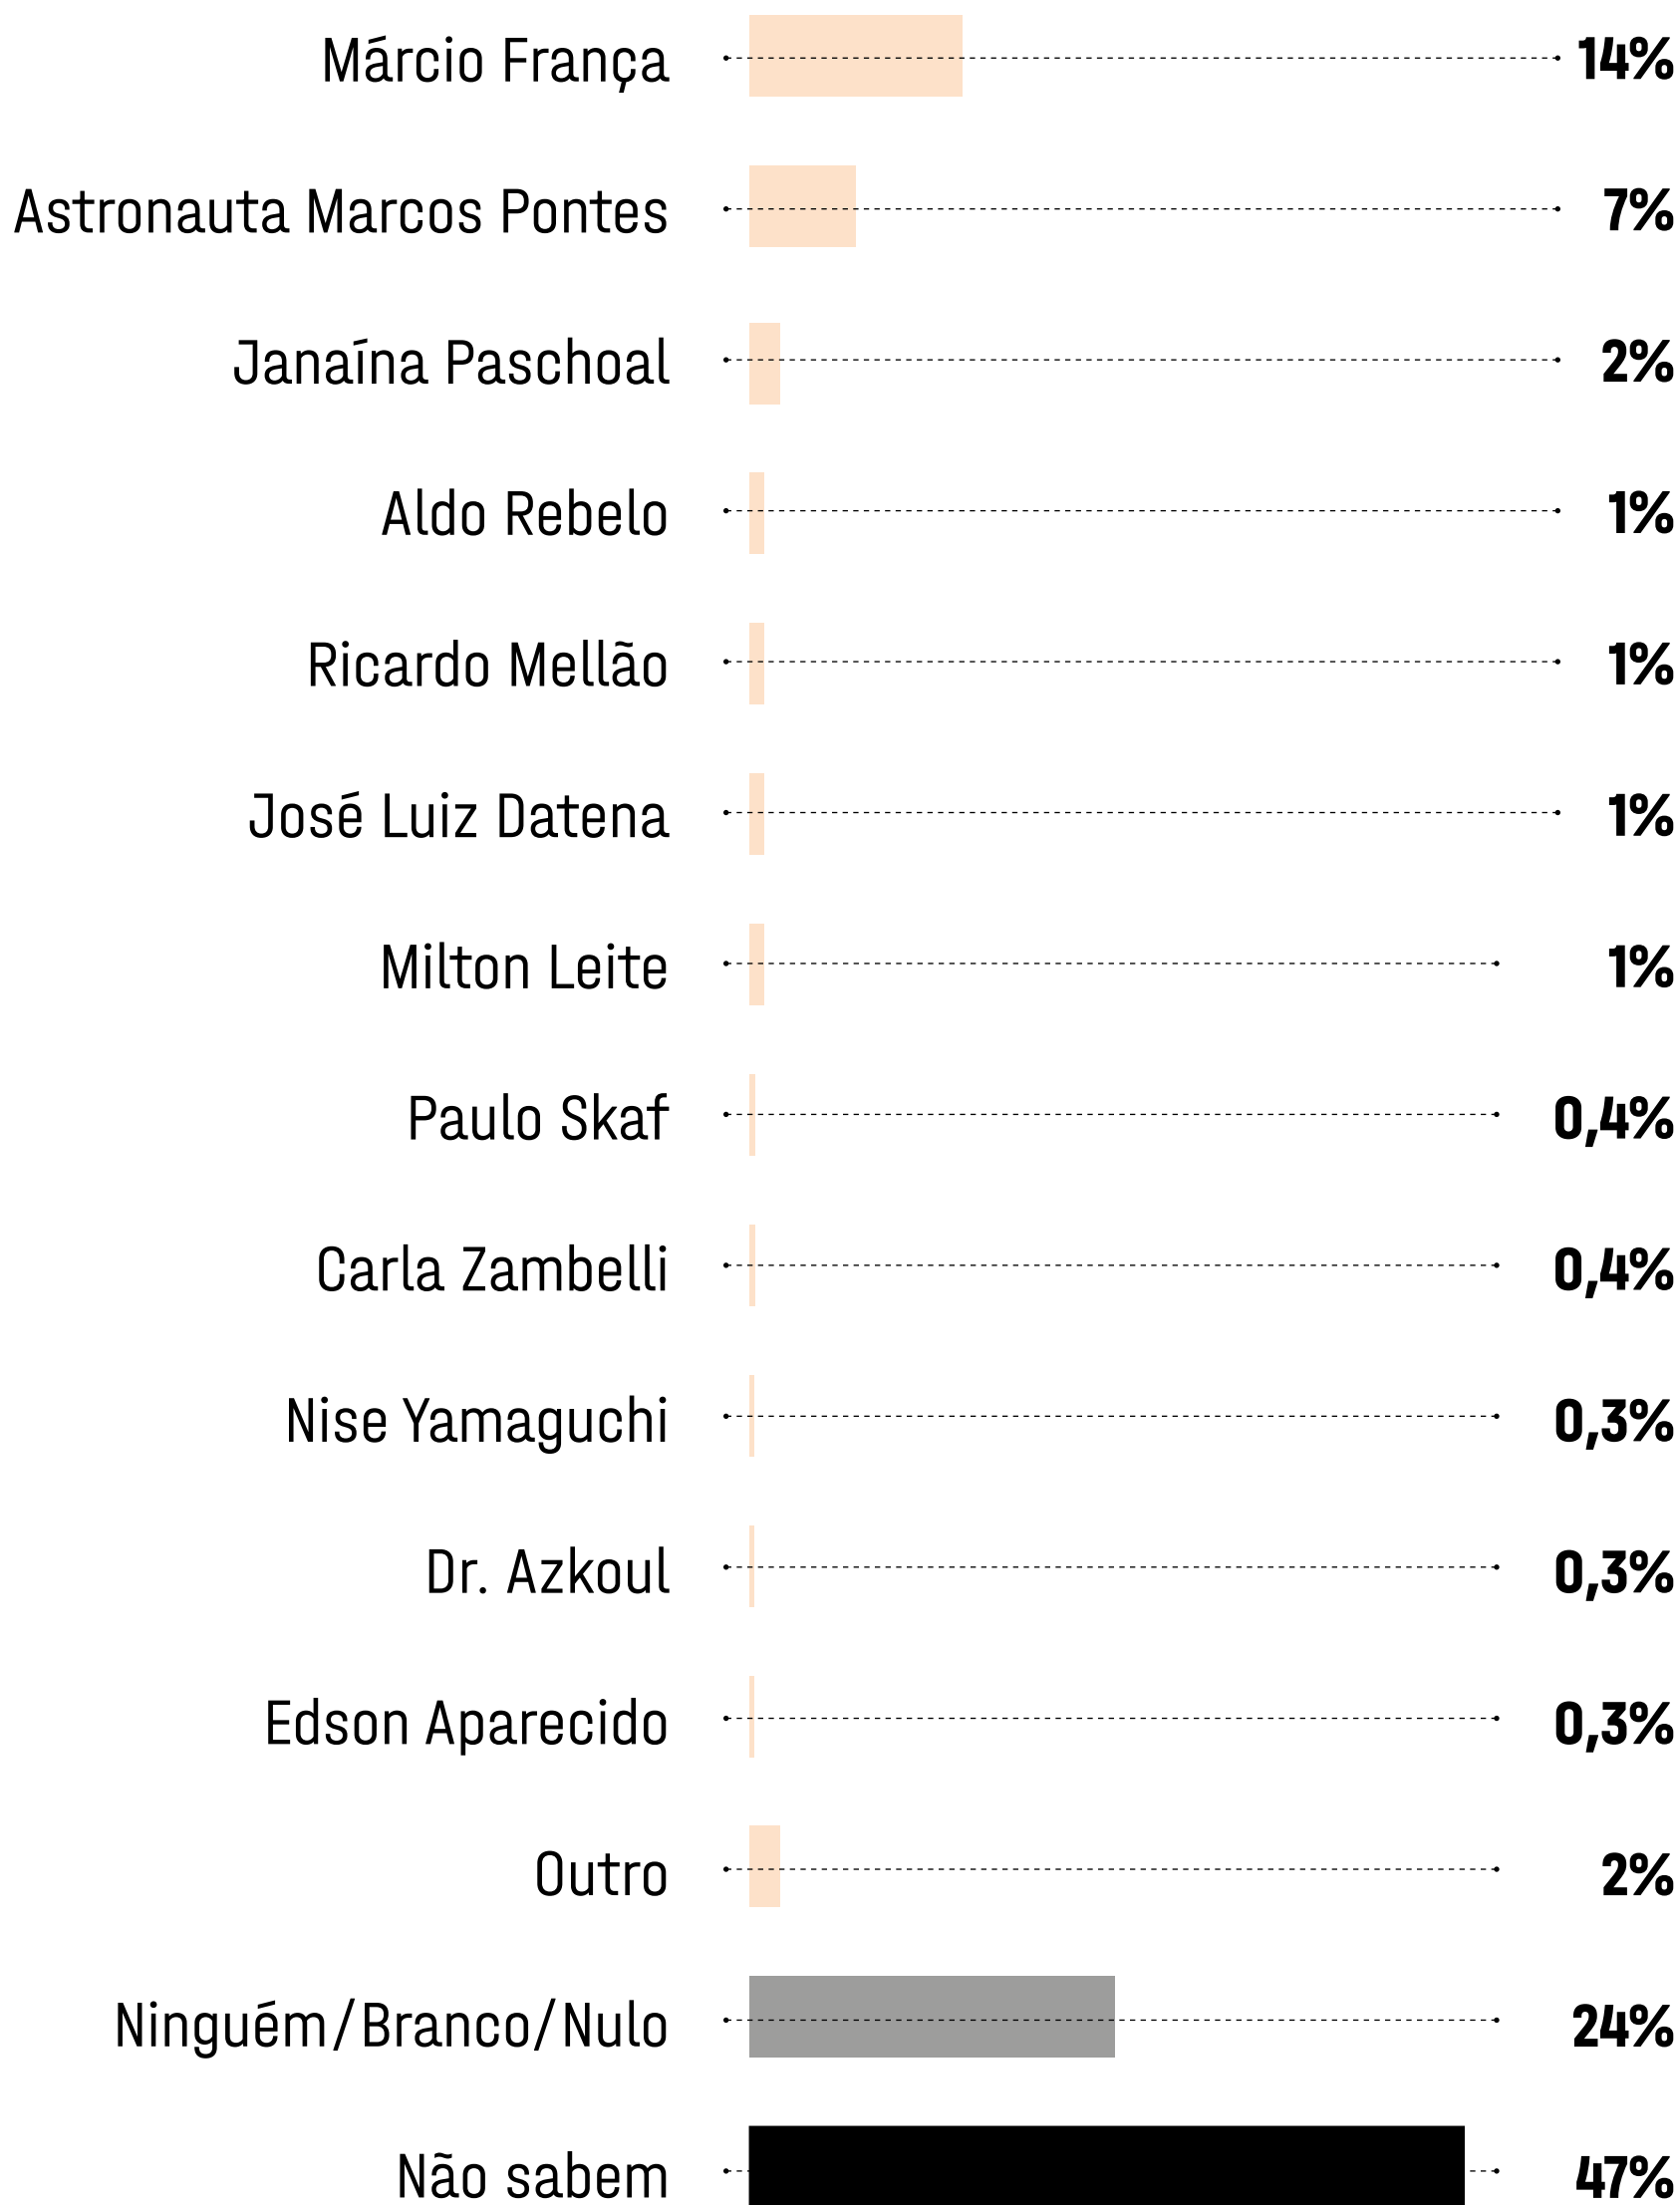 Márcio França 14%
Astronauta Marcos Pontes 7%
Janaína Paschoal 2%
Aldo Rebelo 1%
Ricardo Mellão 1%
José Luiz Datena 1%
Milton Leite 1%
Paulo Skaf 0,4%
Carla Zambelli 0,4%
Nise Yamaguchi 0,3%
Dr. Azkoul 0,3%
Edson Aparecido 0,3%
Outro 2%
Ninguém/Branco/Nulo 24%
Não sabem 47%